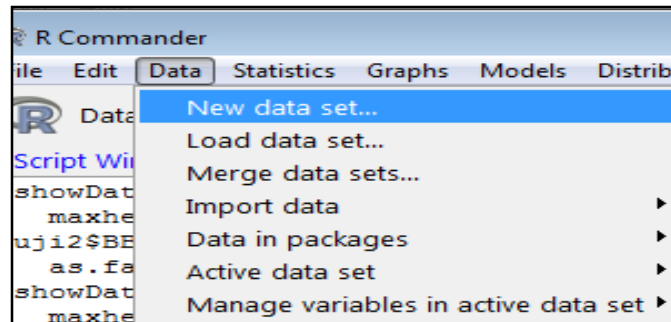 R Commander
File Edit Data Statistics Graphs Models Distrib
Data
New data set...
Load data set...
Merge data sets...
Import data
Data in packages
Active data set
Manage variables in active data set
Script Wi
showDat
maxhe
uji2$BE
as.fa
showDat
maxhe